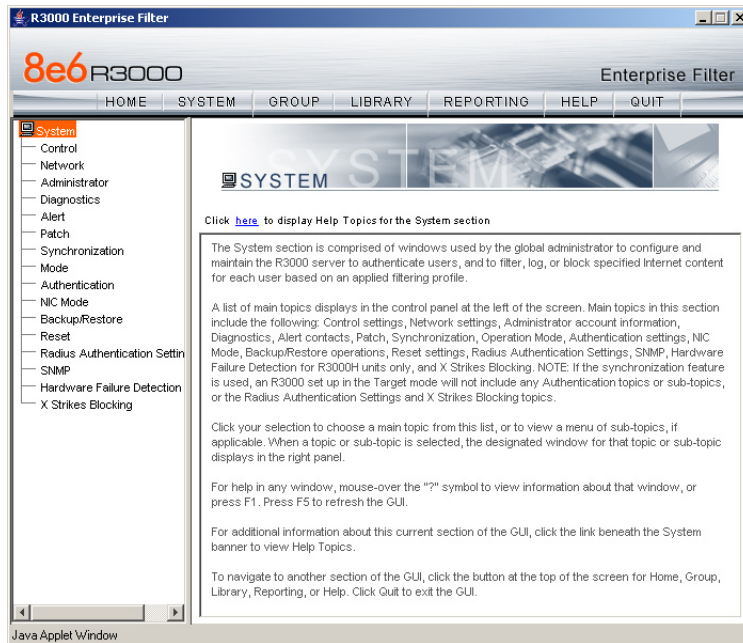 R3000 Enterprise Filter
8e6 R3000
Enterprise Filter
HOME SYSTEM GROUP LIBRARY REPORTING HELP QUIT
System
Control
Network
Administrator
Diagnostics
Alert
Patch
Synchronization
Mode
Authentication
NIC Mode
Backup/Restore
Reset
Radius Authentication Settin
SNMP
Hardware Failure Detection
X Strikes Blocking
SYSTEM
SYSTEM
Click here to display Help Topics for the System section
The System section is comprised of windows used by the global administrator to configure and
maintain the R3000 server to authenticate users, and to filter, log, or block specified Internet content
for each user based on an applied filtering profile.
A list of main topics displays in the control panel at the left of the screen. Main topics in this section
include the following: Control settings, Network settings, Administrator account information,
Diagnostics, Alert contacts, Patch, Synchronization, Operation Mode, Authentication settings, NIC
Mode, Backup/Restore operations, Reset settings, Radius Authentication Settings, SNMP, Hardware
Failure Detection for R3000H units only, and X Strikes Blocking. NOTE: If the synchronization feature
is used, an R3000 set up in the Target mode will not include any Authentication topics or sub-topics,
or the Radius Authentication Settings and X Strikes Blocking topics.
Click your selection to choose a main topic from this list, or to view a menu of sub-topics, if
applicable. When a topic or sub-topic is selected, the designated window for that topic or sub-topic
displays in the right panel.
For help in any window, mouse-over the "?" symbol to view information about that window, or
press F1. Press F5 to refresh the GUI.
For additional information about this current section of the GUI, click the link beneath the System
banner to view Help Topics.
To navigate to another section of the GUI, click the button at the top of the screen for Home, Group,
Library, Reporting, or Help. Click Quit to exit the GUI.
Java Applet Window